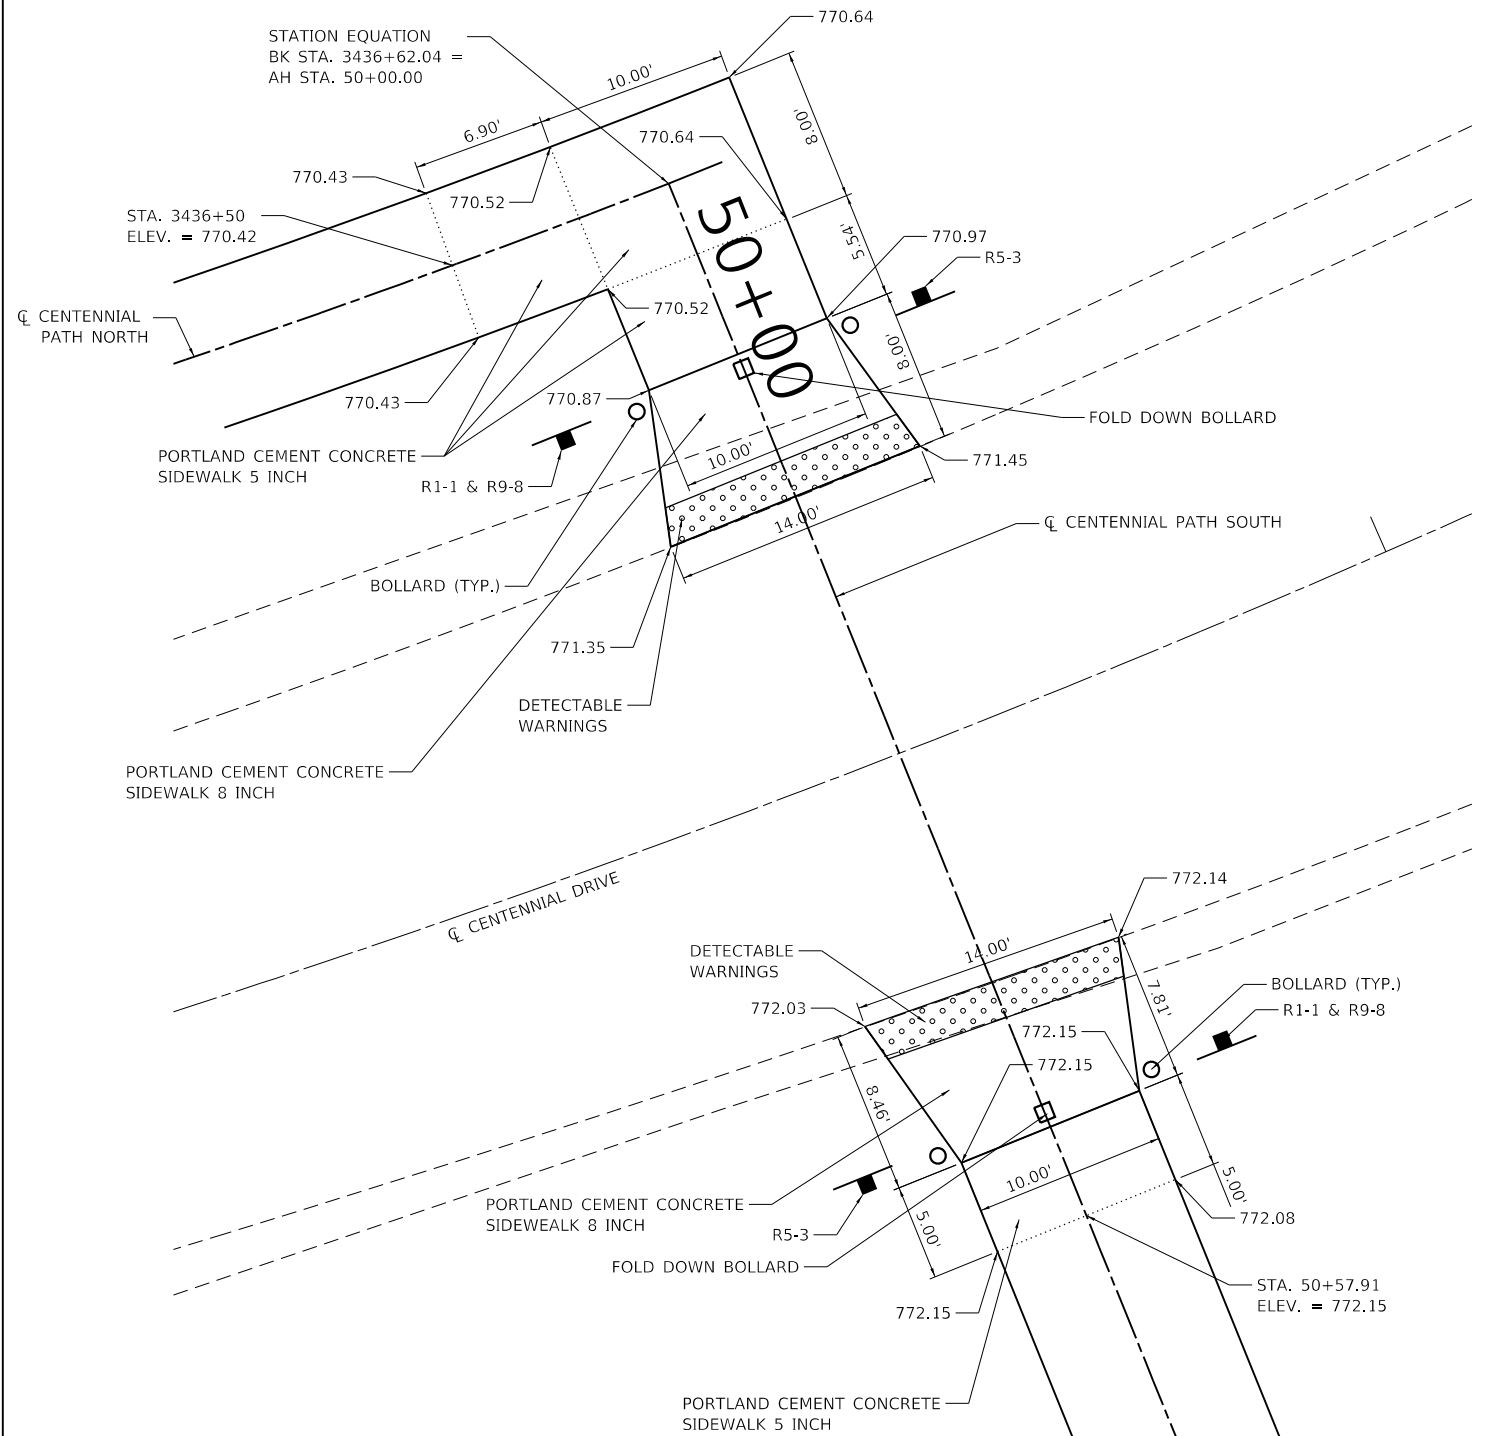 770.64
STATION EQUATION
BK STA. 3436+62.04 =
AH STA. 50+00.00
10.00'
6.90'
770.64
8.00'
770.43
770.52
STA. 3436+50
ELEV. = 770.42
5.54'
770.97
R5-3
50+00
℄ CENTENNIAL
PATH NORTH
770.52
8.00'
770.43
770.87
FOLD DOWN BOLLARD
PORTLAND CEMENT CONCRETE
SIDEWALK 5 INCH
10.00'
771.45
R1-1 & R9-8
14.00'
℄ CENTENNIAL PATH SOUTH
BOLLARD (TYP.)
771.35
DETECTABLE
WARNINGS
PORTLAND CEMENT CONCRETE
SIDEWALK 8 INCH
℄ CENTENNIAL DRIVE
772.14
DETECTABLE
WARNINGS
14.00'
BOLLARD (TYP.)
R1-1 & R9-8
7.81'
772.03
772.15
772.15
8.46'
10.00'
5.00'
PORTLAND CEMENT CONCRETE
SIDEWEALK 8 INCH
772.08
R5-3
5.00'
FOLD DOWN BOLLARD
STA. 50+57.91
ELEV. = 772.15
772.15
PORTLAND CEMENT CONCRETE
SIDEWALK 5 INCH